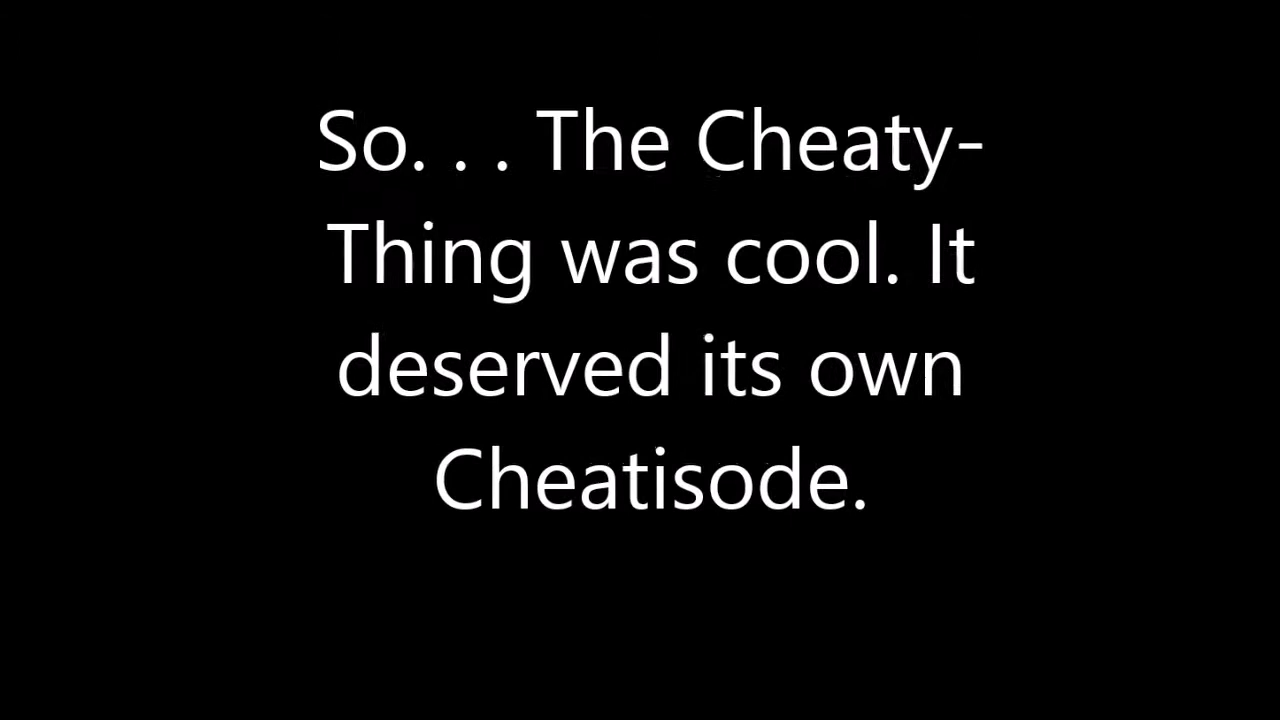 So. . . The Cheaty-
Thing was cool. It
deserved its own
Cheatisode.